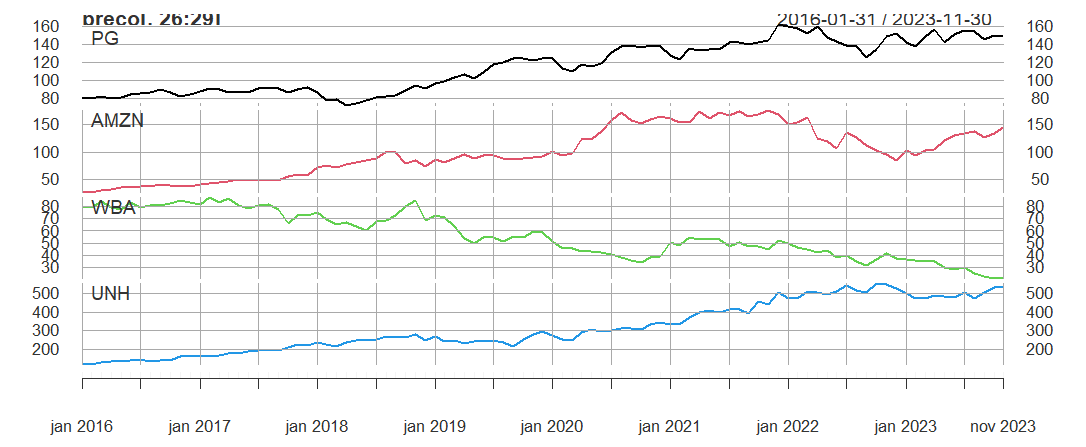 precol. 26:29] 2016-01-31 / 2023-11-30
160 PG 160
140 140
120 120
100 100
80 80
AMZN
150 150
100 100
50 50
80 WBA 80
70 70
60 60
50 50
40 40
30 30
500 UNH 500
400 400
300 300
200 200
jan 2016 jan 2017 jan 2018 jan 2019 jan 2020 jan 2021 jan 2022 jan 2023 nov 2023